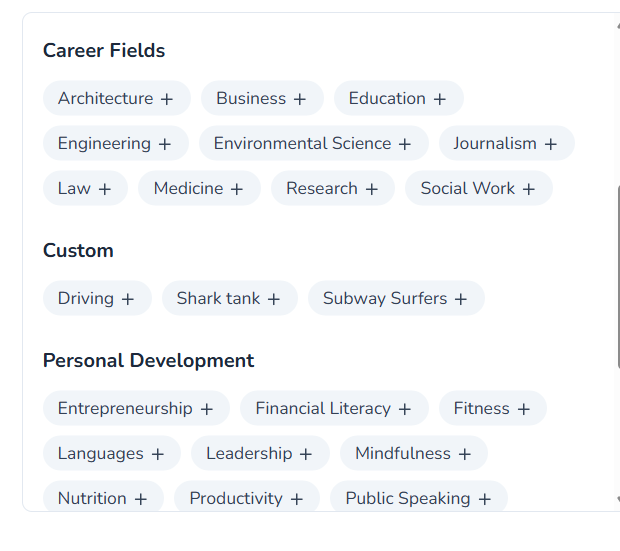 Career Fields
Architecture + Business + Education +
Engineering + Environmental Science + Journalism +
Law + Medicine + Research + Social Work +
Custom
Driving + Shark tank + Subway Surfers +
Personal Development
Entrepreneurship + Financial Literacy + Fitness +
Languages + Leadership + Mindfulness +
Nutrition + Productivity + Public Speaking +